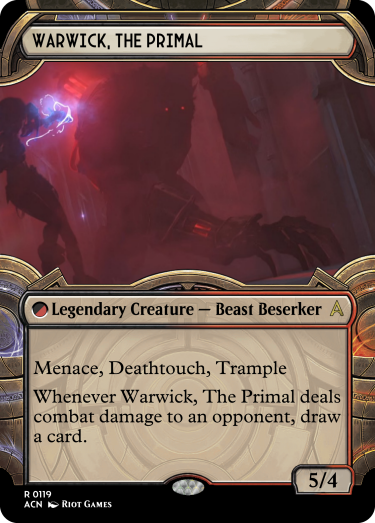 WARWICK, THE PRIMAL
Legendary Creature — Beast Beserker
Menace, Deathtouch, Trample
Whenever Warwick, The Primal deals
combat damage to an opponent, draw
a card.
5/4
R 0119
ACN RIOT GAMES